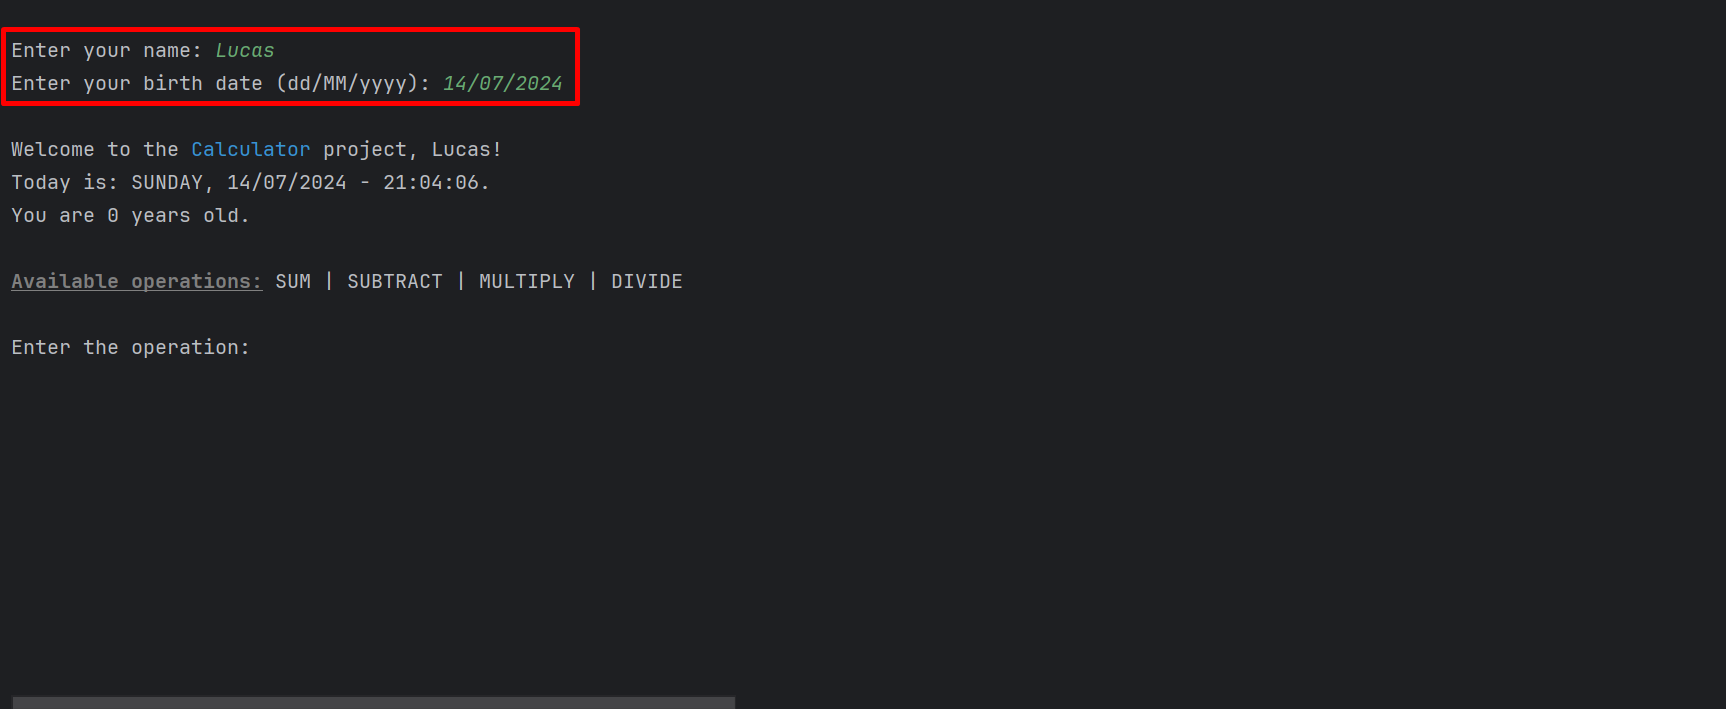 Enter your name: Lucas
Enter your birth date (dd/MM/yyyy): 14/07/2024
Welcome to the Calculator project, Lucas!
Today is: SUNDAY, 14/07/2024 - 21:04:06.
You are 0 years old.
Available operations: SUM | SUBTRACT | MULTIPLY | DIVIDE
Enter the operation: